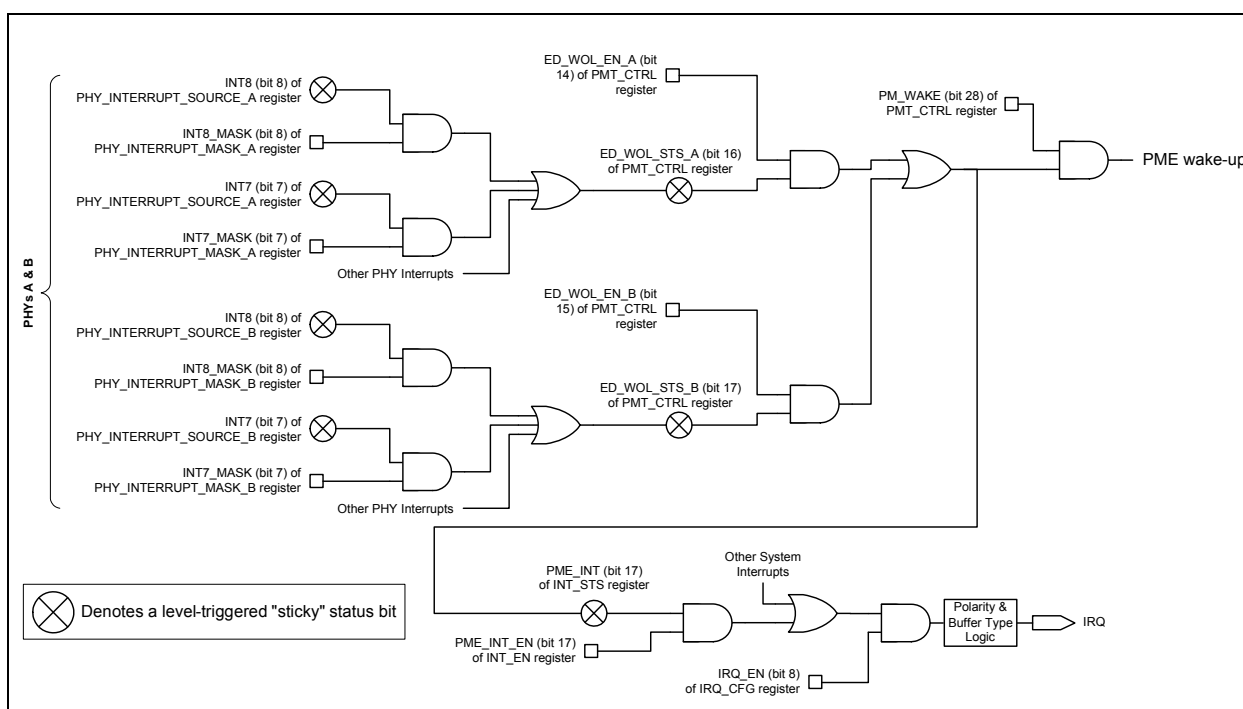 PHYs A & B
INT8 (bit 8) of
PHY_INTERRUPT_SOURCE_A
register
INT8_MASK (bit 8) of
PHY_INTERRUPT_MASK_A
register
INT7 (bit 7) of
PHY_INTERRUPT_SOURCE_A
register
INT7_MASK (bit 7) of
PHY_INTERRUPT_MASK_A
register
Other PHY Interrupts
ED_WOL_EN_A (bit
14) of PMT_CTRL
register
ED_WOL_STS_A (bit 16)
of PMT_CTRL
register
PM_WAKE (bit 28) of
PMT_CTRL
register
PME wake-up
INT8 (bit 8) of
PHY_INTERRUPT_SOURCE_B
register
INT8_MASK (bit 8) of
PHY_INTERRUPT_MASK_B
register
INT7 (bit 7) of
PHY_INTERRUPT_SOURCE_B
register
INT7_MASK (bit 7) of
PHY_INTERRUPT_MASK_B
register
Other PHY Interrupts
ED_WOL_EN_B (bit
15) of PMT_CTRL
register
ED_WOL_STS_B (bit 17)
of PMT_CTRL
register
Denotes a level-triggered "sticky" status bit
PME_INT (bit 17)
of INT_STS register
PME_INT_EN (bit 17)
of INT_EN register
Other System
Interrupts
IRQ_EN (bit 8)
of IRQ_CFG register
Polarity &
Buffer Type
Logic
IRQ